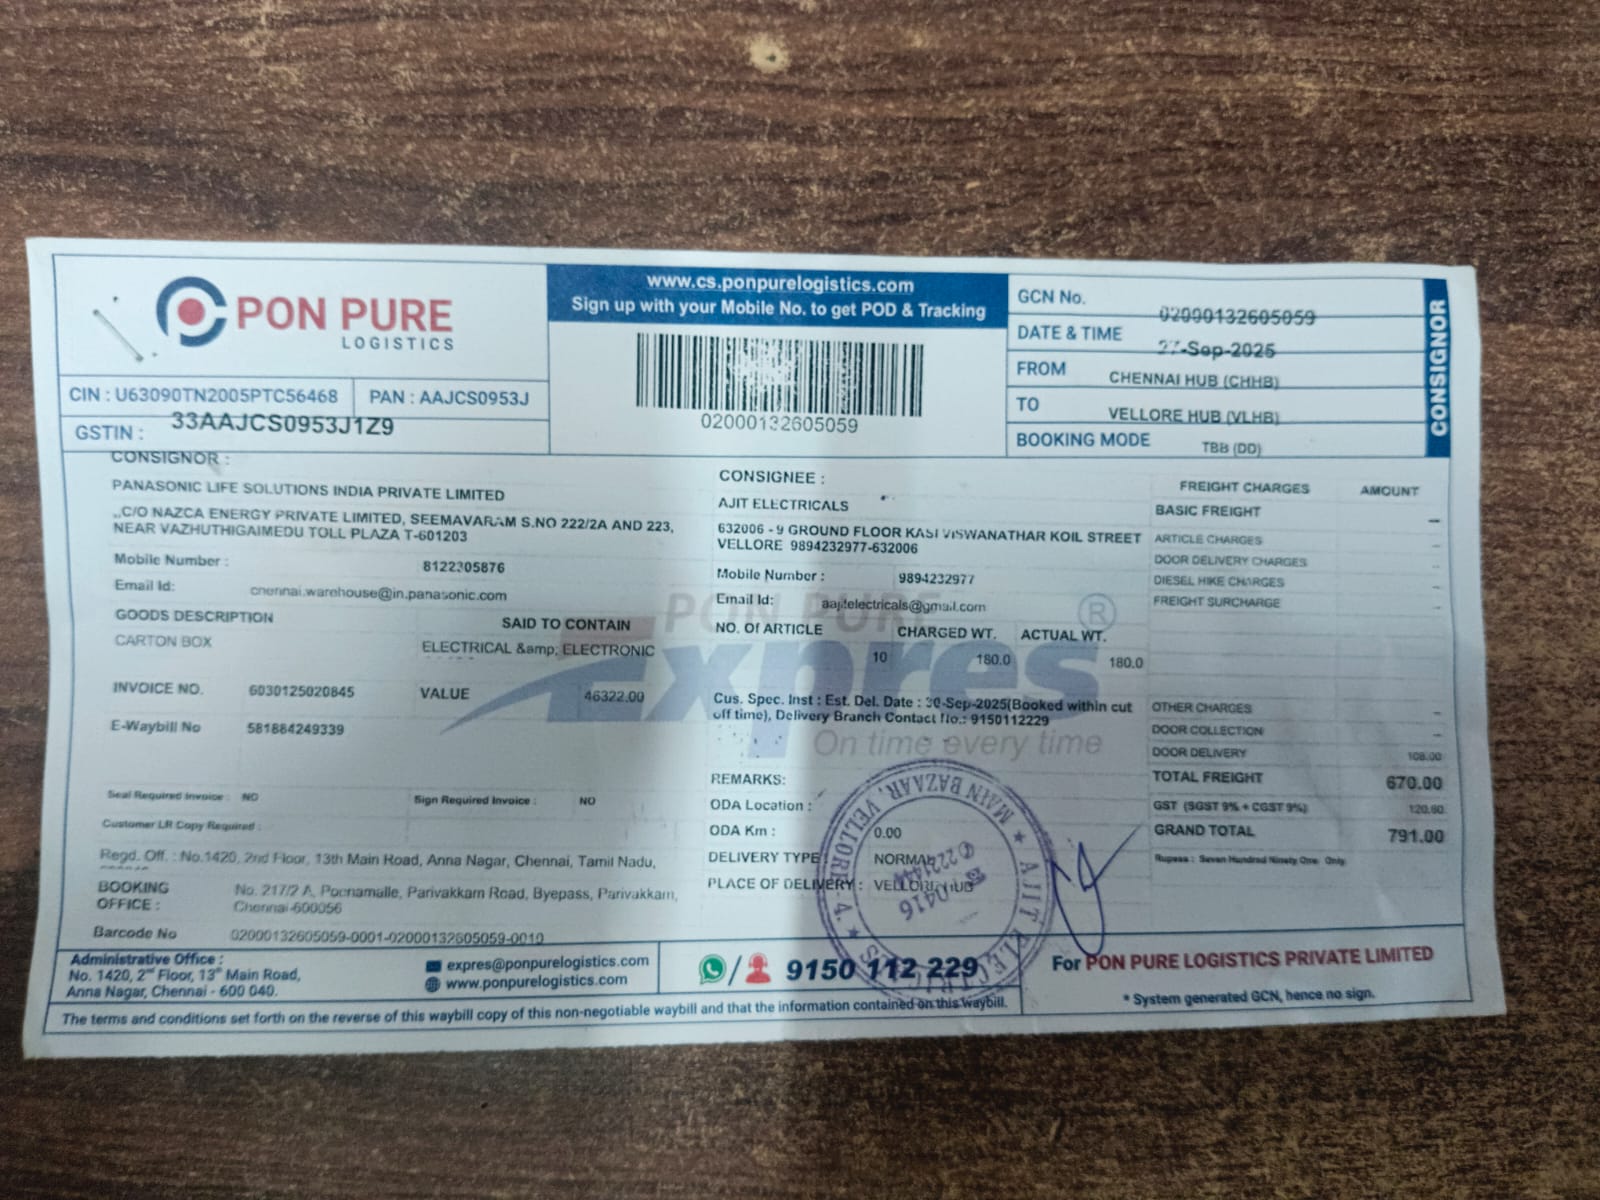 PON PURE
LOGISTICS
CIN : U63090TN2005PTC56468
PAN : AAJCS0953J
GSTIN : 33AAJCS0953J1Z9
www.cs.ponpurelogistics.com
Sign up with your Mobile No. to get POD & Tracking
02000132605059
GCN No. 02000132605059
DATE & TIME 27-Sep-2025
FROM CHENNAI HUB (CHHB)
TO VELLORE HUB (VLHB)
BOOKING MODE TBB (DD)
CONSIGNOR
CONSIGNOR :
PANASONIC LIFE SOLUTIONS INDIA PRIVATE LIMITED
,,C/O NAZCA ENERGY PRIVATE LIMITED, SEEMAVARAM S.NO 222/2A AND 223,
NEAR VAZHUTHIGAIMEDU TOLL PLAZA T-601203
Mobile Number : 8122305876
Email Id: chennai.warehouse@in.panasonic.com
GOODS DESCRIPTION
SAID TO CONTAIN
CARTON BOX
ELECTRICAL &amp; ELECTRONIC
INVOICE NO. 6030125020845
VALUE 46322.00
E-Waybill No 581884249339
Seal Required Invoice : NO
Sign Required Invoice : NO
Customer LR Copy Required :
Regd. Off. : No.1420, 2nd Floor, 13th Main Road, Anna Nagar, Chennai, Tamil Nadu,
BOOKING OFFICE : No. 217/2 A, Poonamalle, Parivakkam Road, Byepass, Parivakkam,
Chennai-600056
Barcode No 02000132605059-0001-02000132605059-0010
CONSIGNEE :
AJIT ELECTRICALS
632006 - 9 GROUND FLOOR KASI VISWANATHAR KOIL STREET
VELLORE 9894232977-632006
Mobile Number : 9894232977
Email Id: aajitelectricals@gmail.com
PON PURE
Expres
®
On time every time
NO. Of ARTICLE CHARGED WT. ACTUAL WT.
10 180.0 180.0
Cus. Spec. Inst : Est. Del. Date : 30-Sep-2025(Booked within cut
off time), Delivery Branch Contact No.: 9150112229
REMARKS:
ODA Location :
ODA Km : 0.00
DELIVERY TYPE : NORMAL
PLACE OF DELIVERY : VELLORE HUB
★ AJIT ELECTRICALS ★
MAIN BAZAAR, VELLORE - 4.
FREIGHT CHARGES AMOUNT
BASIC FREIGHT –
ARTICLE CHARGES –
DOOR DELIVERY CHARGES –
DIESEL HIKE CHARGES –
FREIGHT SURCHARGE –
OTHER CHARGES –
DOOR COLLECTION –
DOOR DELIVERY 108.00
TOTAL FREIGHT 670.00
GST (SGST 9% + CGST 9%) 120.60
GRAND TOTAL 791.00
Rupees : Seven Hundred Ninety One Only
Administrative Office :
No. 1420, 2nd Floor, 13th Main Road,
Anna Nagar, Chennai - 600 040.
expres@ponpurelogistics.com
www.ponpurelogistics.com
9150 112 229
For PON PURE LOGISTICS PRIVATE LIMITED
* System generated GCN, hence no sign.
The terms and conditions set forth on the reverse of this waybill copy of this non-negotiable waybill and that the information contained on this Waybill.